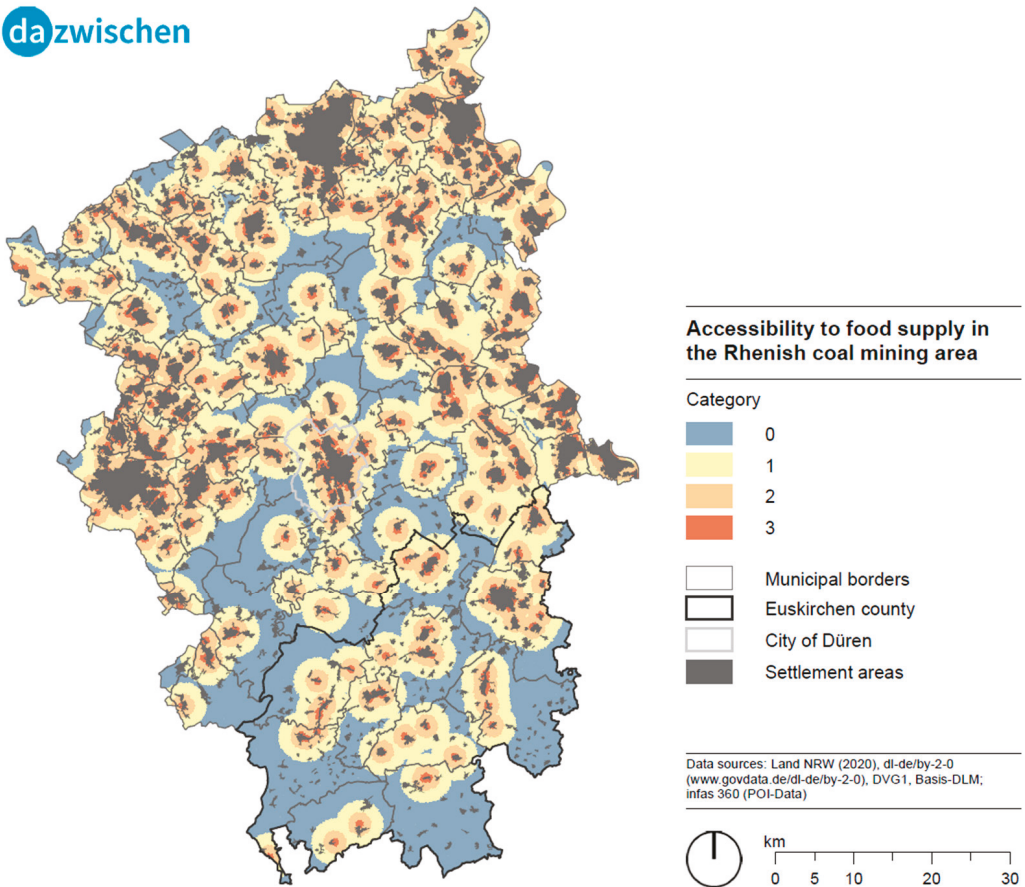 dazwischen
Accessibility to food supply in
the Rhenish coal mining area
Category
0
1
2
3
Municipal borders
Euskirchen county
City of Düren
Settlement areas
Data sources: Land NRW (2020), dl-de/by-2-0
(www.govdata.de/dl-de/by-2-0), DVG1, Basis-DLM;
infas 360 (POI-Data)
km
0 5 10 20 30